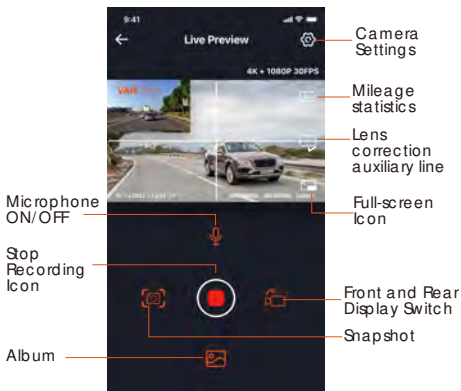 9:41
Live Preview
4K + 1080P 30FPS
Camera
Settings
Mileage
statistics
Lens
correction
auxiliary line
Full-screen
Icon
Microphone
ON/OFF
Stop
Recording
Icon
Front and Rear
Display Switch
Snapshot
Album